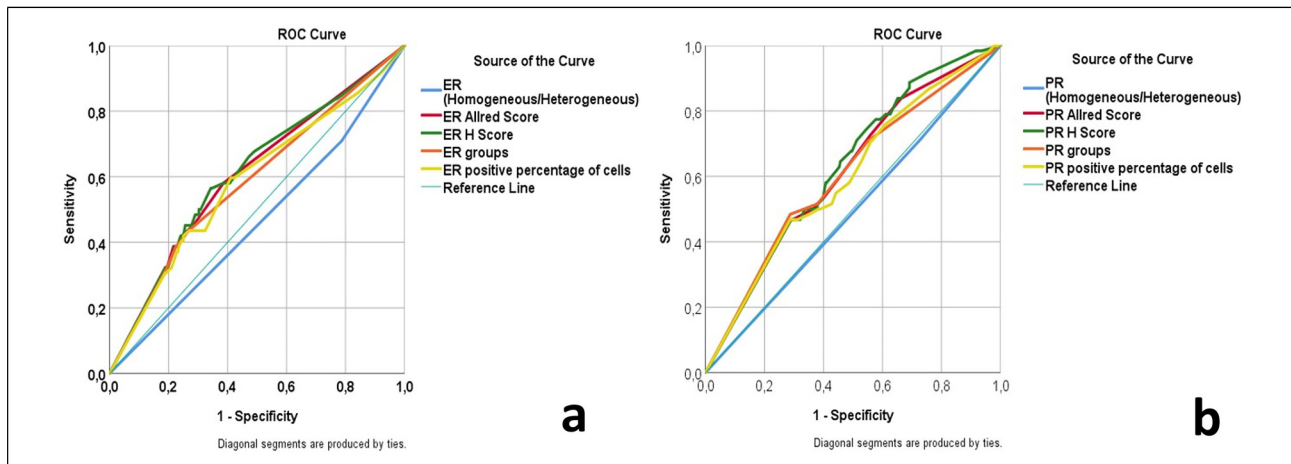 ROC Curve
1,0
0,8
0,6
0,4
0,2
0,0
Sensitivity
0,0 0,2 0,4 0,6 0,8 1,0
1 - Specificity
Diagonal segments are produced by ties.
Source of the Curve
ER
(Homogeneous/Heterogeneous)
ER Allred Score
ER H Score
ER groups
ER positive percentage of cells
Reference Line
a
ROC Curve
1,0
0,8
0,6
0,4
0,2
0,0
Sensitivity
0,0 0,2 0,4 0,6 0,8 1,0
1 - Specificity
Diagonal segments are produced by ties.
Source of the Curve
PR
(Homogeneous/Heterogeneous)
PR Allred Score
PR H Score
PR groups
PR positive percentage of cells
Reference Line
b